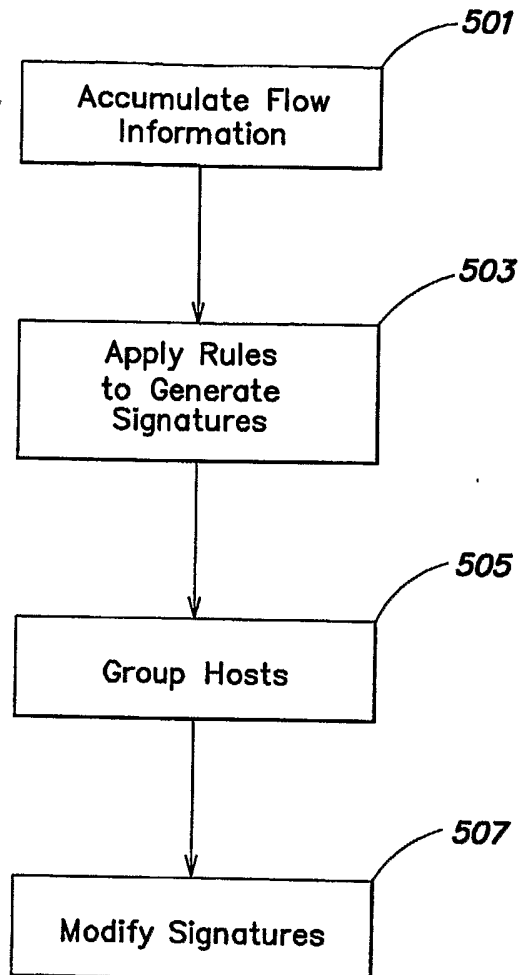 501
Accumulate Flow
Information
503
Apply Rules
to Generate
Signatures
505
Group Hosts
507
Modify Signatures